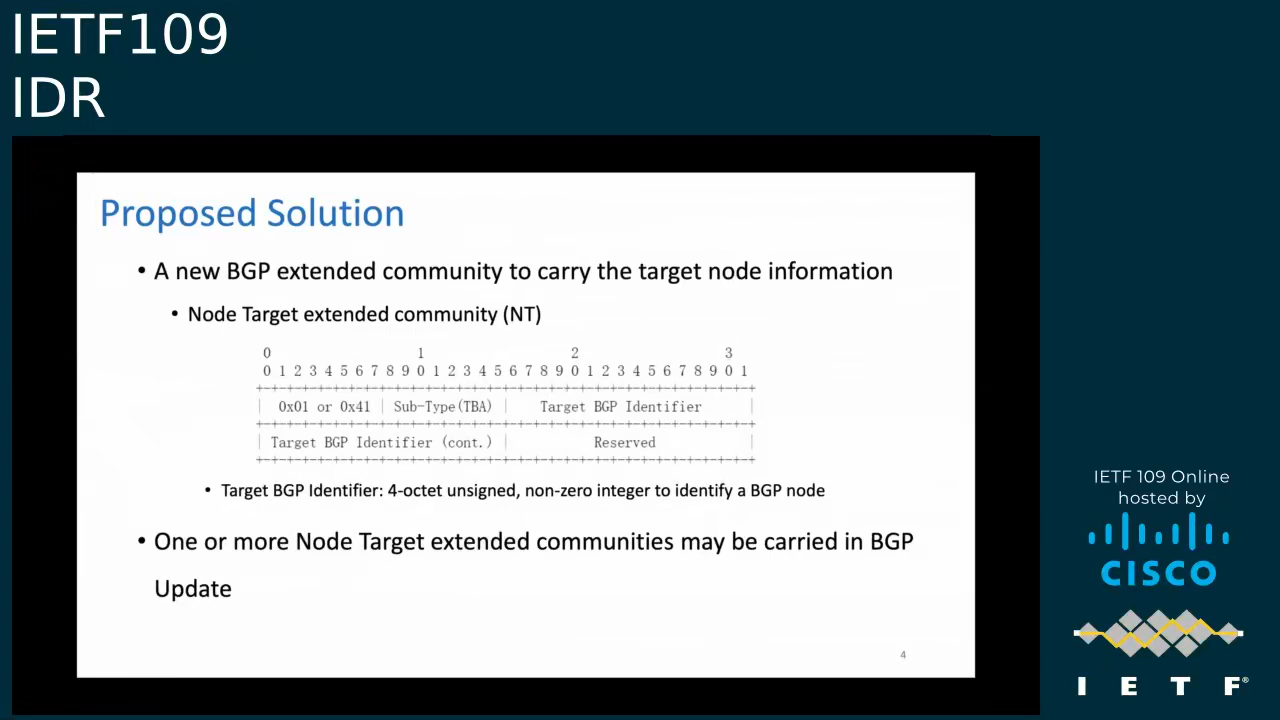 IETF109
IDR
Proposed Solution
• A new BGP extended community to carry the target node information
• Node Target extended community (NT)
0 1 2 3
0 1 2 3 4 5 6 7 8 9 0 1 2 3 4 5 6 7 8 9 0 1 2 3 4 5 6 7 8 9 0 1
+-+-+-+-+-+-+-+-+-+-+-+-+-+-+-+-+-+-+-+-+-+-+-+-+-+-+-+-+-+-+-+-+
| 0x01 or 0x41 | Sub-Type(TBA) | Target BGP Identifier |
+-+-+-+-+-+-+-+-+-+-+-+-+-+-+-+-+-+-+-+-+-+-+-+-+-+-+-+-+-+-+-+-+
| Target BGP Identifier (cont.) | Reserved |
+-+-+-+-+-+-+-+-+-+-+-+-+-+-+-+-+-+-+-+-+-+-+-+-+-+-+-+-+-+-+-+-+
• Target BGP Identifier: 4-octet unsigned, non-zero integer to identify a BGP node
• One or more Node Target extended communities may be carried in BGP
Update
4
IETF 109 Online
hosted by
CISCO
I E T F®